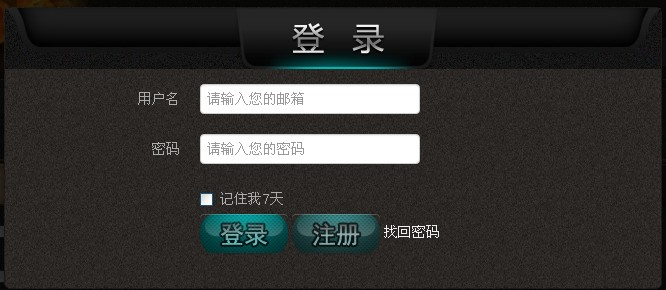 登 录
用户名 请输入您的邮箱
密码 请输入您的密码
记住我7天
登录 注册 找回密码